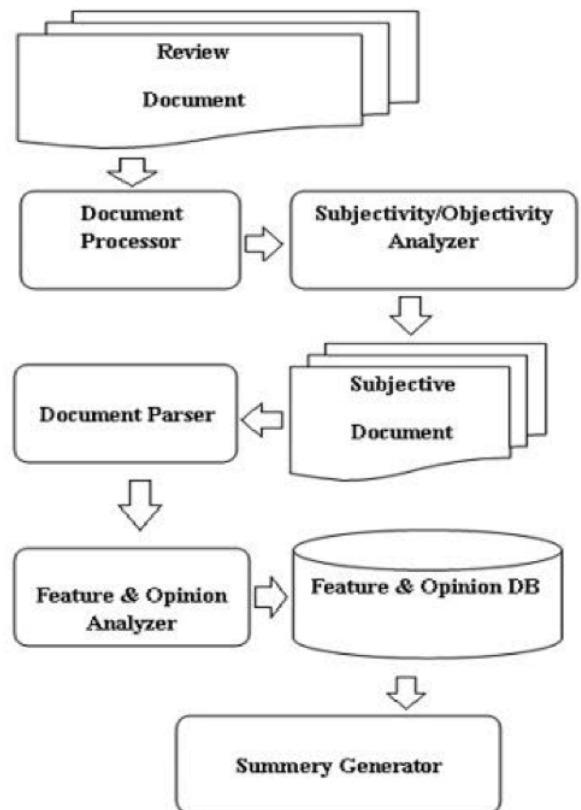 Review
Document
Document
Processor
Subjectivity/Objectivity
Analyzer
Subjective
Document
Document Parser
Feature & Opinion
Analyzer
Feature & Opinion DB
Summery Generator